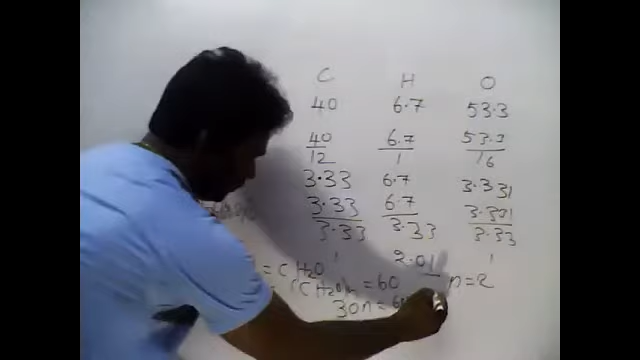 C H O
40 6.7 53.3
40/12 6.7/1 53.3/16
3.33 6.7 3.331
3.33/3.33 6.7/3.33 3.331/3.33
1 2.01 1
= CH2O
(CH2O)n = 60 n=2
30n = 60